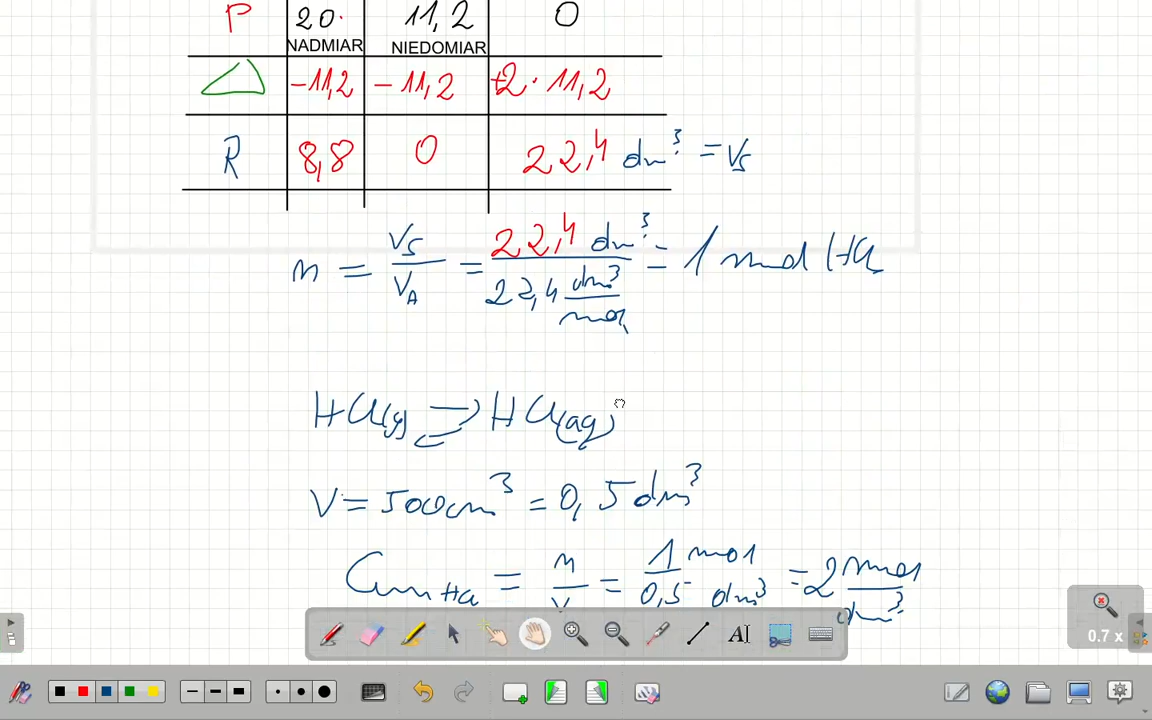 P 20. 11,2 0
NADMIAR NIEDOMIAR
△ -11,2 -11,2 +2·11,2
R 8,8 0 22,4 dm³ = Vs
n = Vs/VA = 22,4 dm³ / 22,4 dm³/mol = 1 mol HCl
HCl(g) ⇌ HCl(aq)
V = 500cm³ = 0,5 dm³
Cm HCl = n/V = 1 mol / 0,5 dm³ = 2 mol/dm³
0.7 x